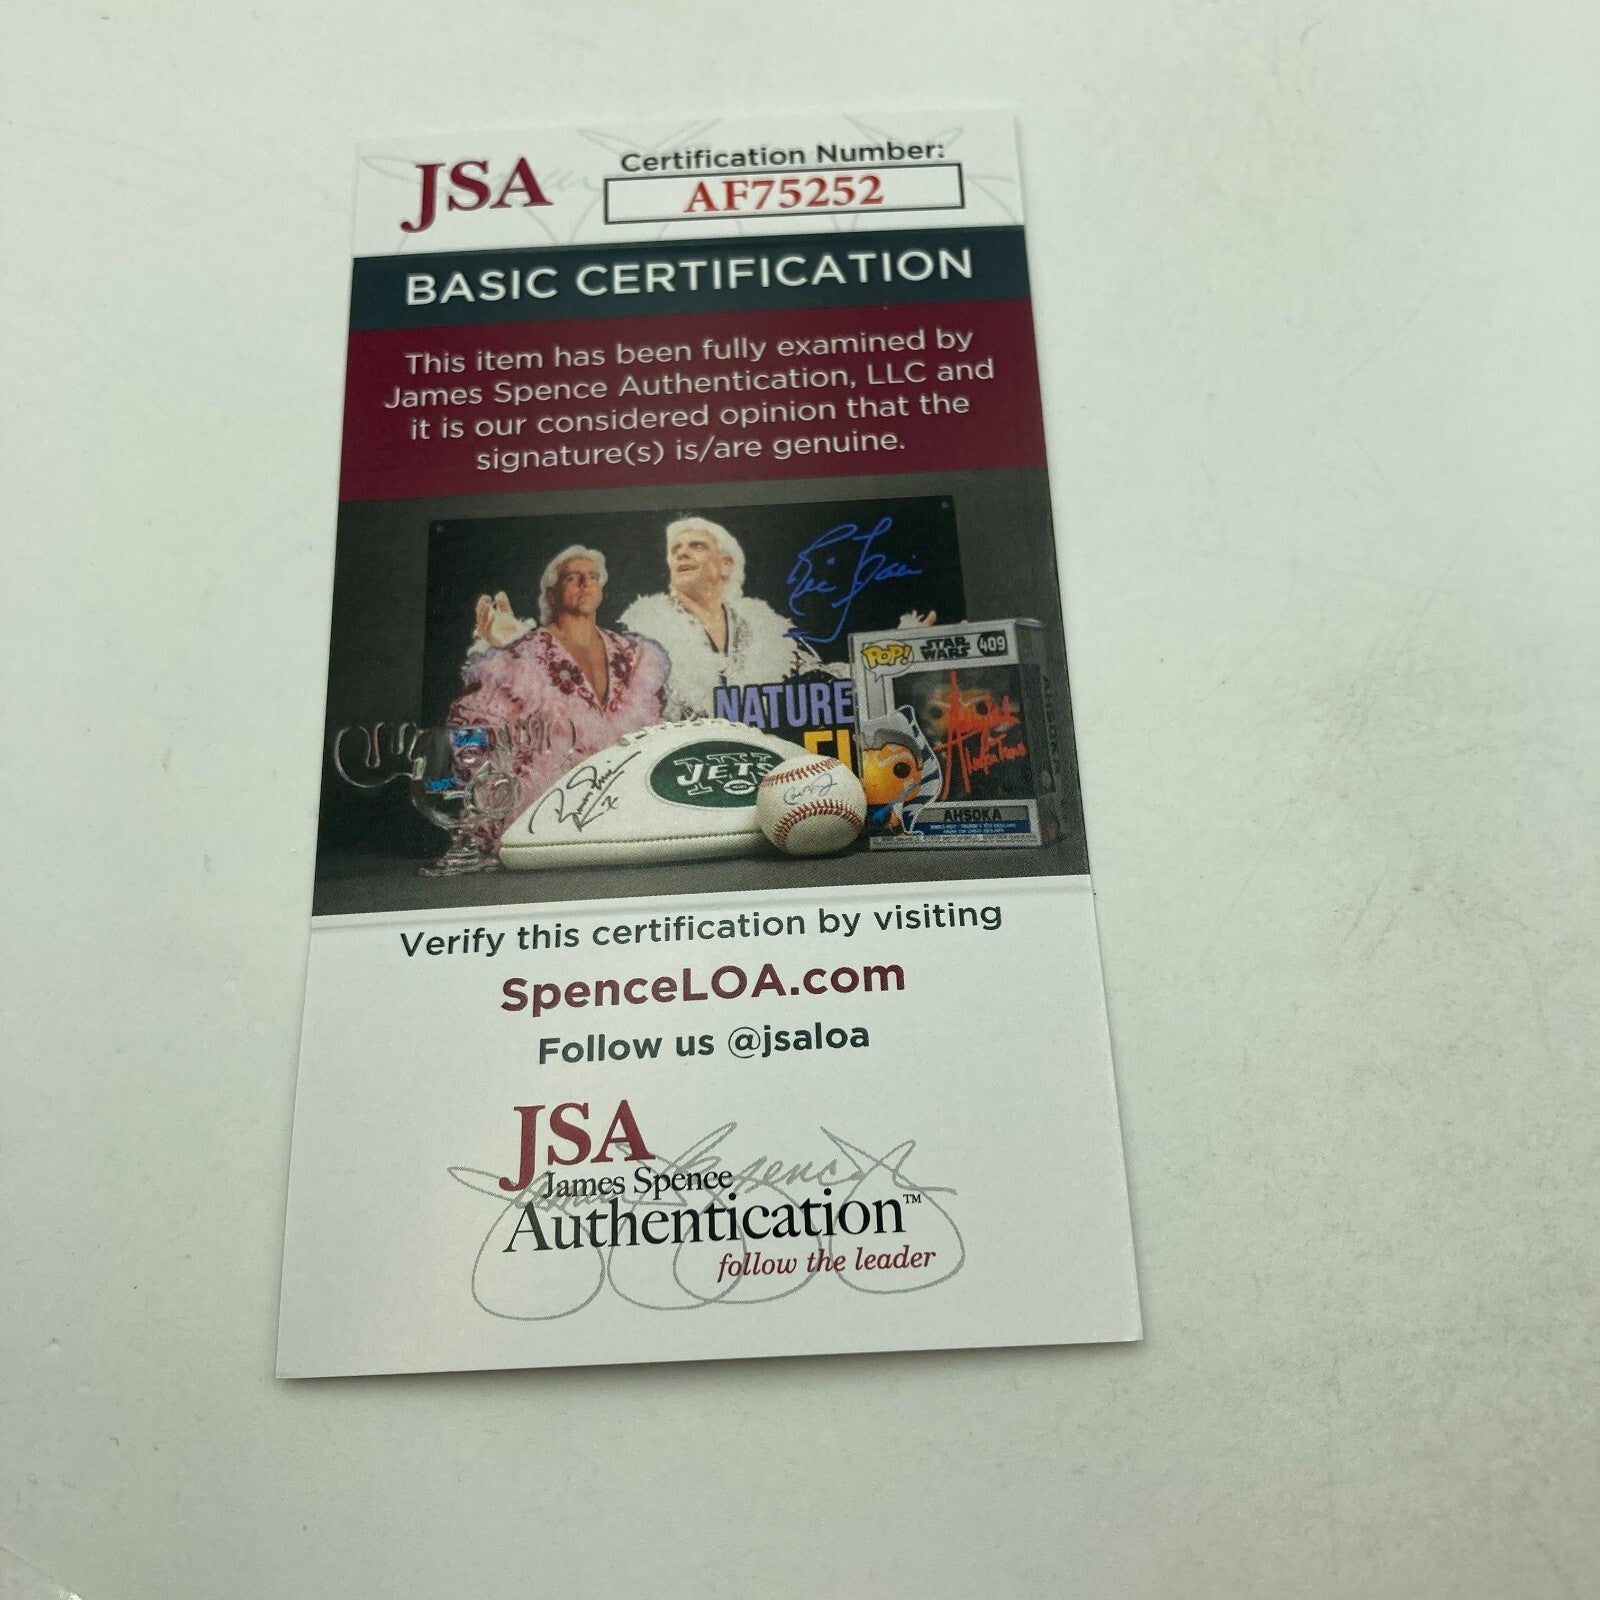 JSA
Certification Number:
AF75252
BASIC CERTIFICATION
This item has been fully examined by
James Spence Authentication, LLC and
it is our considered opinion that the
signature(s) is/are genuine.
POP!
STAR WARS
409
NATURE
JETS
AHSOKA
Verify this certification by visiting
SpenceLOA.com
Follow us @jsaloa
JSA
James Spence
Authentication™
follow the leader